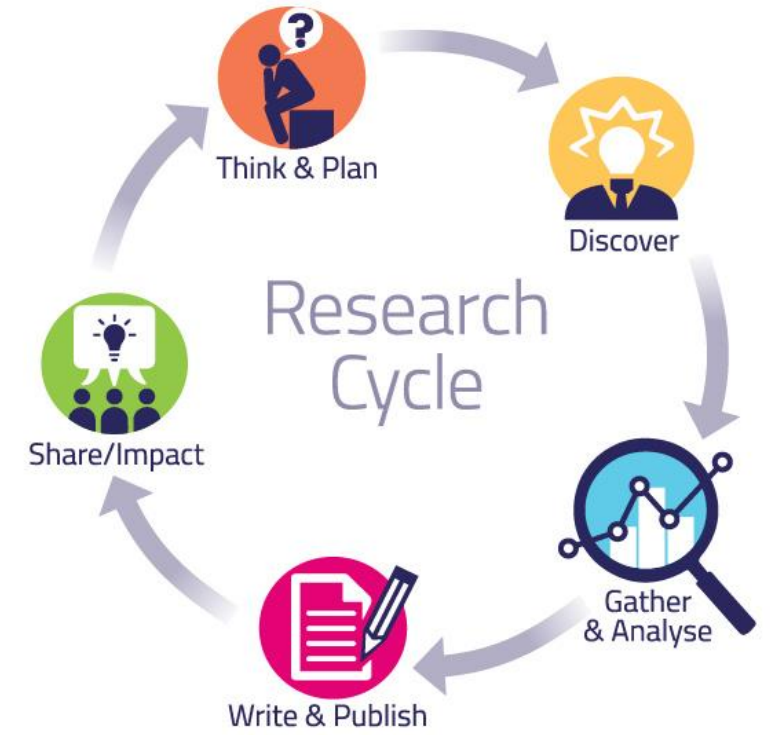 ?
Think & Plan
Discover
Research
Cycle
Gather
& Analyse
Write & Publish
Share/Impact